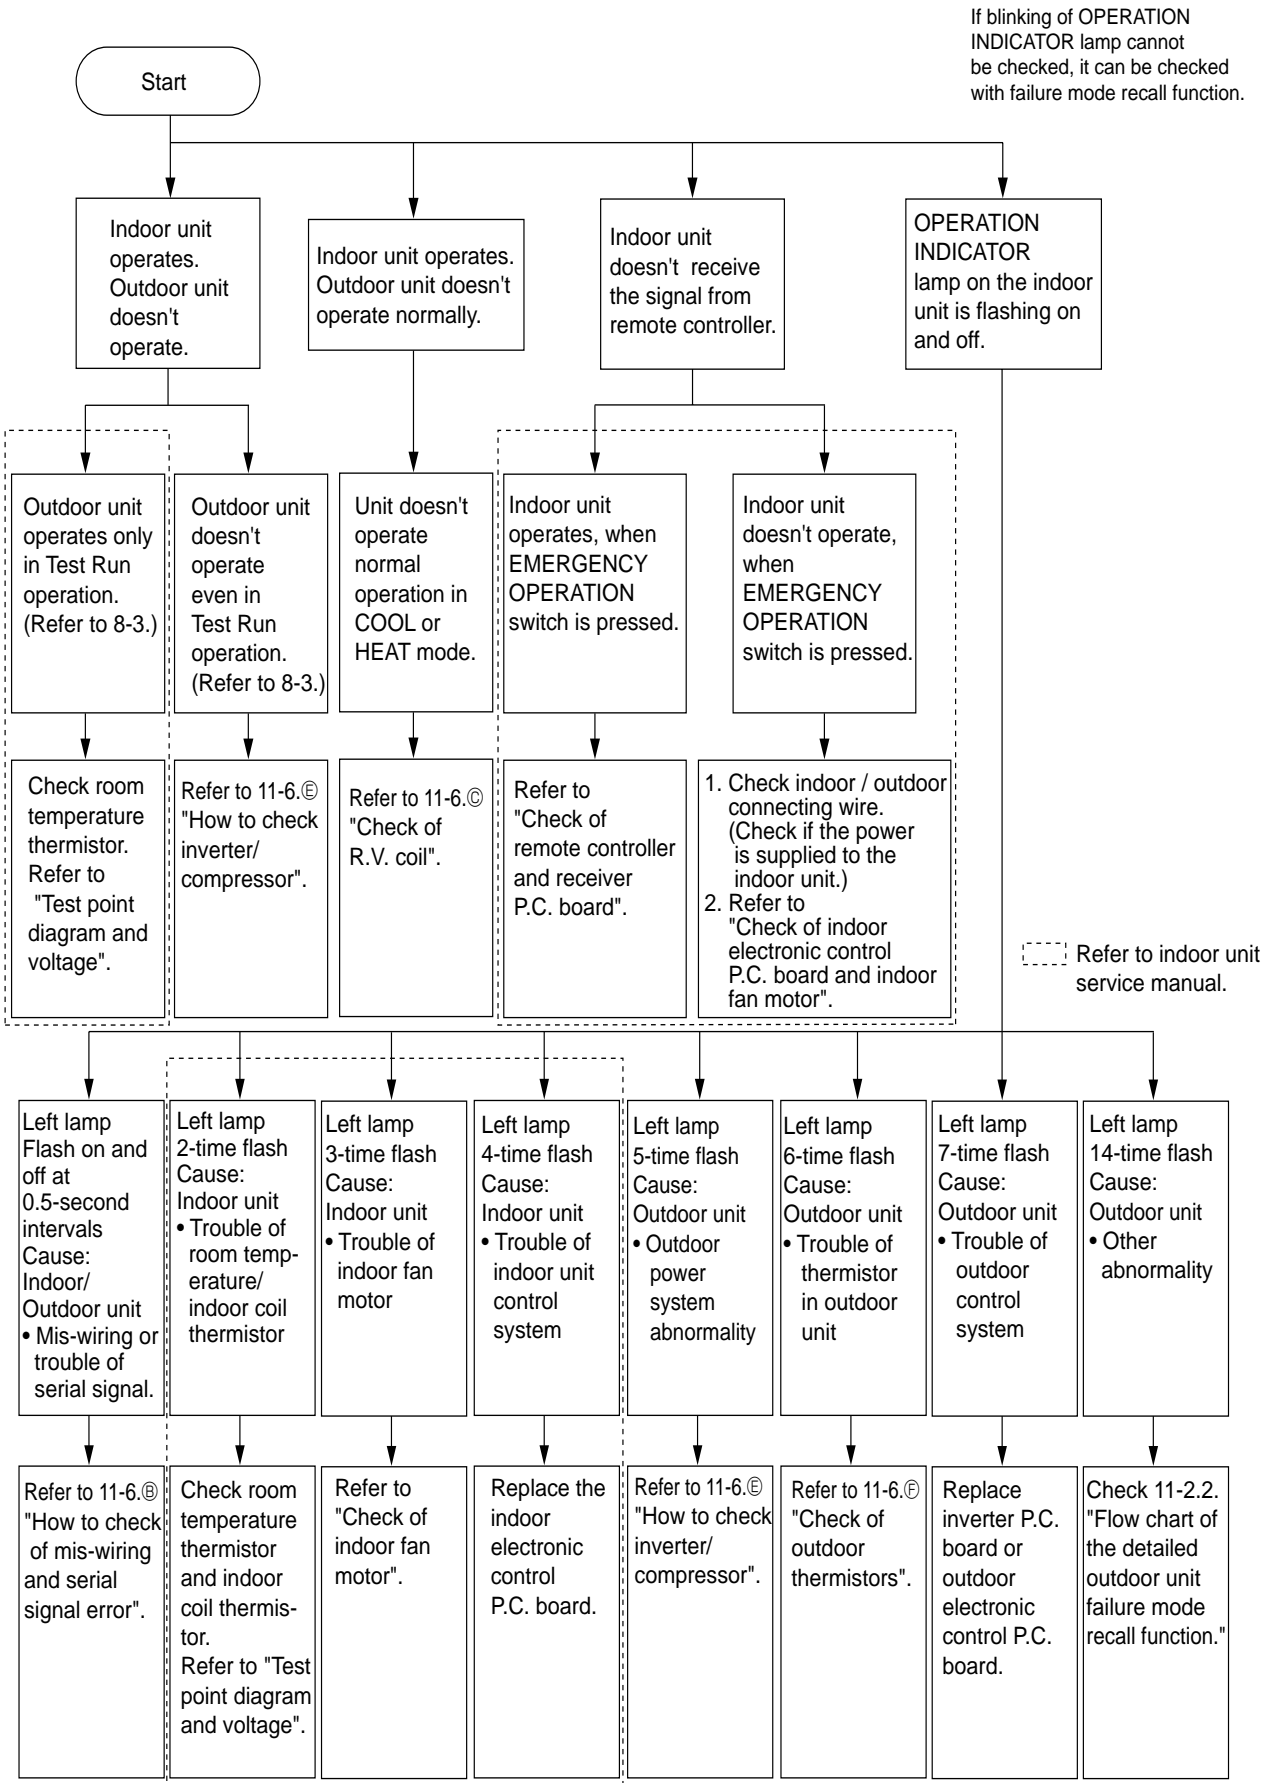 If blinking of OPERATION
INDICATOR lamp cannot
be checked, it can be checked
with failure mode recall function.
Start
Indoor unit
operates.
Outdoor unit
doesn't
operate.
Indoor unit operates.
Outdoor unit doesn't
operate normally.
Indoor unit
doesn't receive
the signal from
remote controller.
OPERATION
INDICATOR
lamp on the indoor
unit is flashing on
and off.
Outdoor unit
operates only
in Test Run
operation.
(Refer to 8-3.)
Outdoor unit
doesn't
operate
even in
Test Run
operation.
(Refer to 8-3.)
Unit doesn't
operate
normal
operation in
COOL or
HEAT mode.
Indoor unit
operates, when
EMERGENCY
OPERATION
switch is pressed.
Indoor unit
doesn't operate,
when
EMERGENCY
OPERATION
switch is pressed.
Check room
temperature
thermistor.
Refer to
"Test point
diagram and
voltage".
Refer to 11-6.Ⓔ
"How to check
inverter/
compressor".
Refer to 11-6.Ⓒ
"Check of
R.V. coil".
Refer to
"Check of
remote controller
and receiver
P.C. board".
1. Check indoor / outdoor
connecting wire.
(Check if the power
is supplied to the
indoor unit.)
2. Refer to
"Check of indoor
electronic control
P.C. board and indoor
fan motor".
Refer to indoor unit
service manual.
Left lamp
Flash on and
off at
0.5-second
intervals
Cause:
Indoor/
Outdoor unit
• Mis-wiring or
trouble of
serial signal.
Left lamp
2-time flash
Cause:
Indoor unit
• Trouble of
room temp-
erature/
indoor coil
thermistor
Left lamp
3-time flash
Cause:
Indoor unit
• Trouble of
indoor fan
motor
Left lamp
4-time flash
Cause:
Indoor unit
• Trouble of
indoor unit
control
system
Left lamp
5-time flash
Cause:
Outdoor unit
• Outdoor
power
system
abnormality
Left lamp
6-time flash
Cause:
Outdoor unit
• Trouble of
thermistor
in outdoor
unit
Left lamp
7-time flash
Cause:
Outdoor unit
• Trouble of
outdoor
control
system
Left lamp
14-time flash
Cause:
Outdoor unit
• Other
abnormality
Refer to 11-6.Ⓑ
"How to check
of mis-wiring
and serial
signal error".
Check room
temperature
thermistor
and indoor
coil thermis-
tor.
Refer to "Test
point diagram
and voltage".
Refer to
"Check of
indoor fan
motor".
Replace the
indoor
electronic
control
P.C. board.
Refer to 11-6.Ⓔ
"How to check
inverter/
compressor".
Refer to 11-6.Ⓕ
"Check of
outdoor
thermistors".
Replace
inverter P.C.
board or
outdoor
electronic
control P.C.
board.
Check 11-2.2.
"Flow chart of
the detailed
outdoor unit
failure mode
recall function."